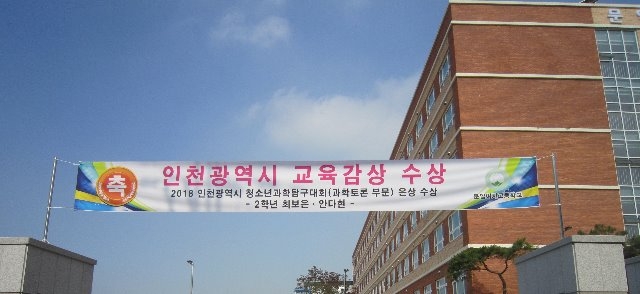 문
축
인천광역시 교육감상 수상
2018 인천광역시 청소년과학탐구대회(과학토론 부문) 은상 수상
- 2학년 최보은 · 안다현 -